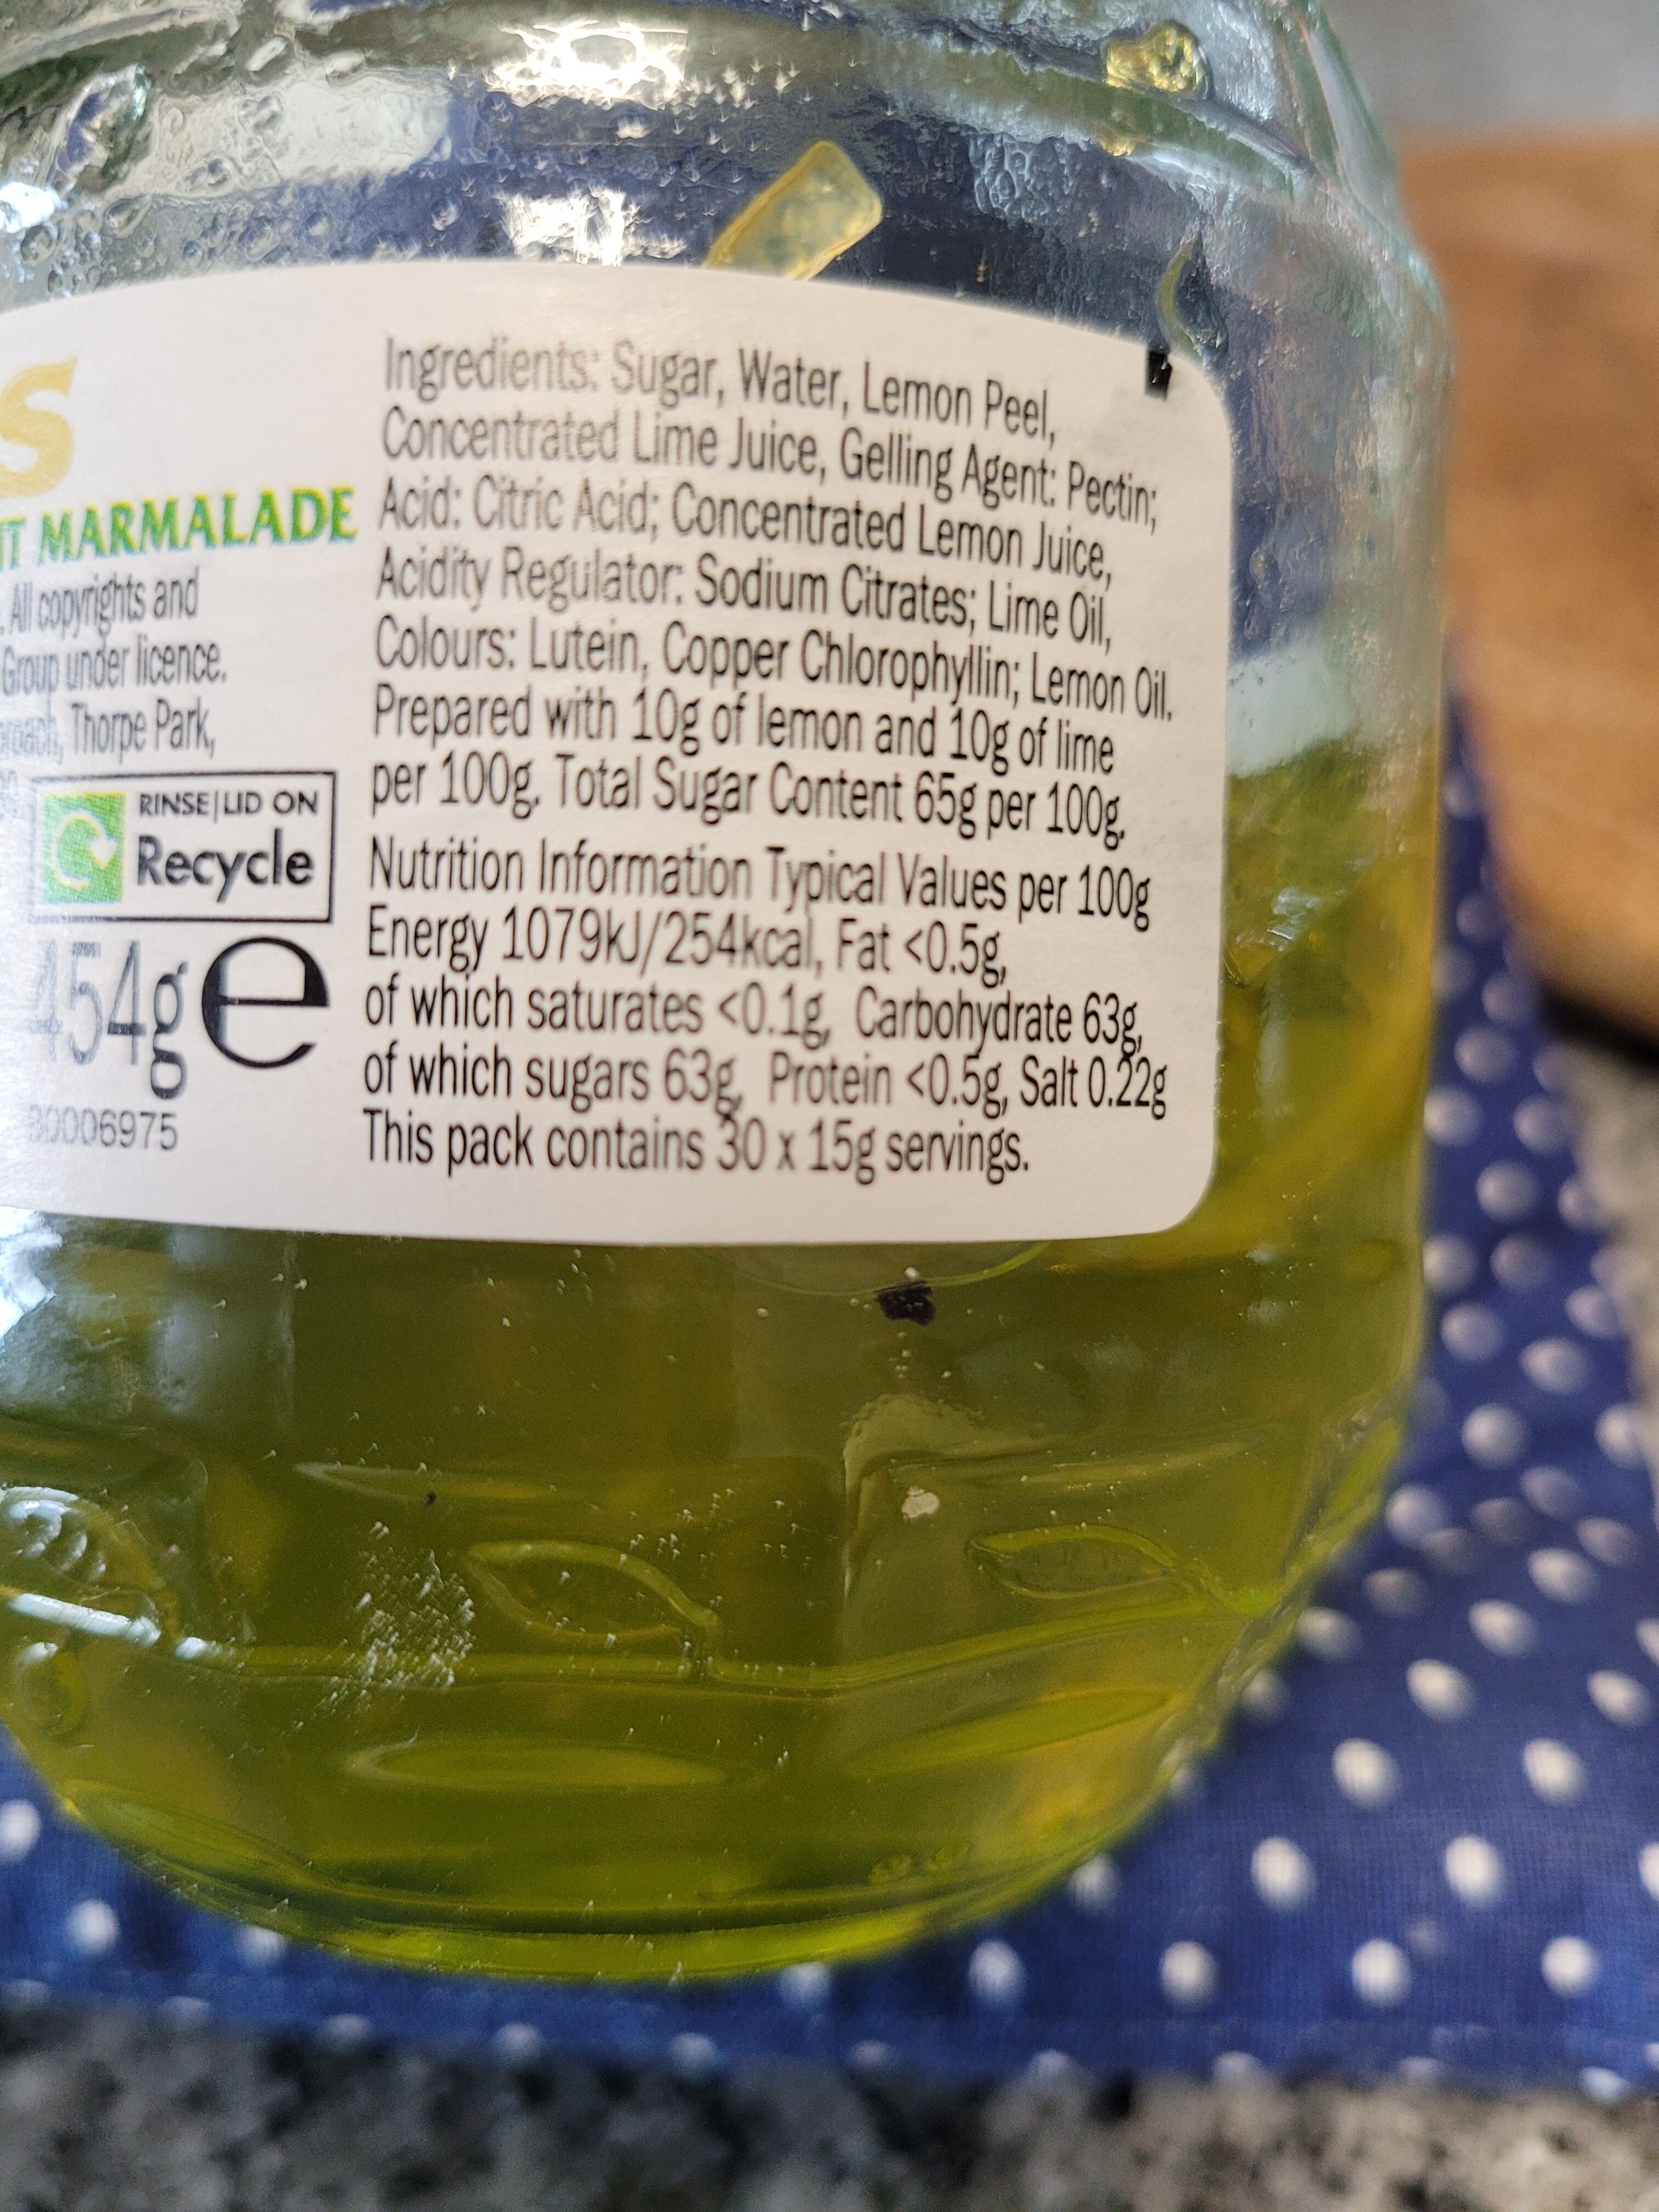 S
MARMALADE
All copyrights and
Group under licence.
Thorpe Park,
RINSE|LID ON
Recycle
454g e
30006975
Ingredients: Sugar, Water, Lemon Peel,
Concentrated Lime Juice, Gelling Agent: Pectin;
Acid: Citric Acid; Concentrated Lemon Juice,
Acidity Regulator: Sodium Citrates; Lime Oil,
Colours: Lutein, Copper Chlorophyllin; Lemon Oil.
Prepared with 10g of lemon and 10g of lime
per 100g. Total Sugar Content 65g per 100g.
Nutrition Information Typical Values per 100g
Energy 1079kJ/254kcal, Fat <0.5g,
of which saturates <0.1g, Carbohydrate 63g,
of which sugars 63g, Protein <0.5g, Salt 0.22g
This pack contains 30 x 15g servings.